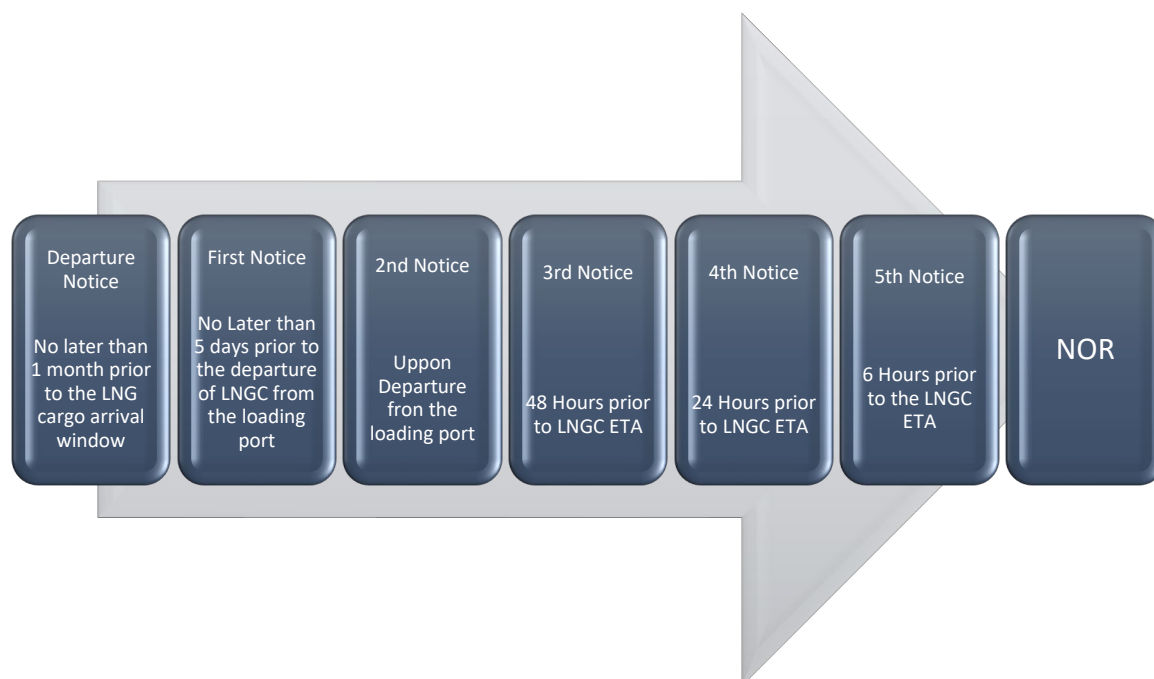 Departure
Notice
No later than
1 month prior
to the LNG
cargo arrival
window
First Notice
No Later than
5 days prior to
the departure
of LNGC from
the loading
port
2nd Notice
Uppon
Departure
fron the
loading port
3rd Notice
48 Hours prior
to LNGC ETA
4th Notice
24 Hours prior
to LNGC ETA
5th Notice
6 Hours prior
to the LNGC
ETA
NOR